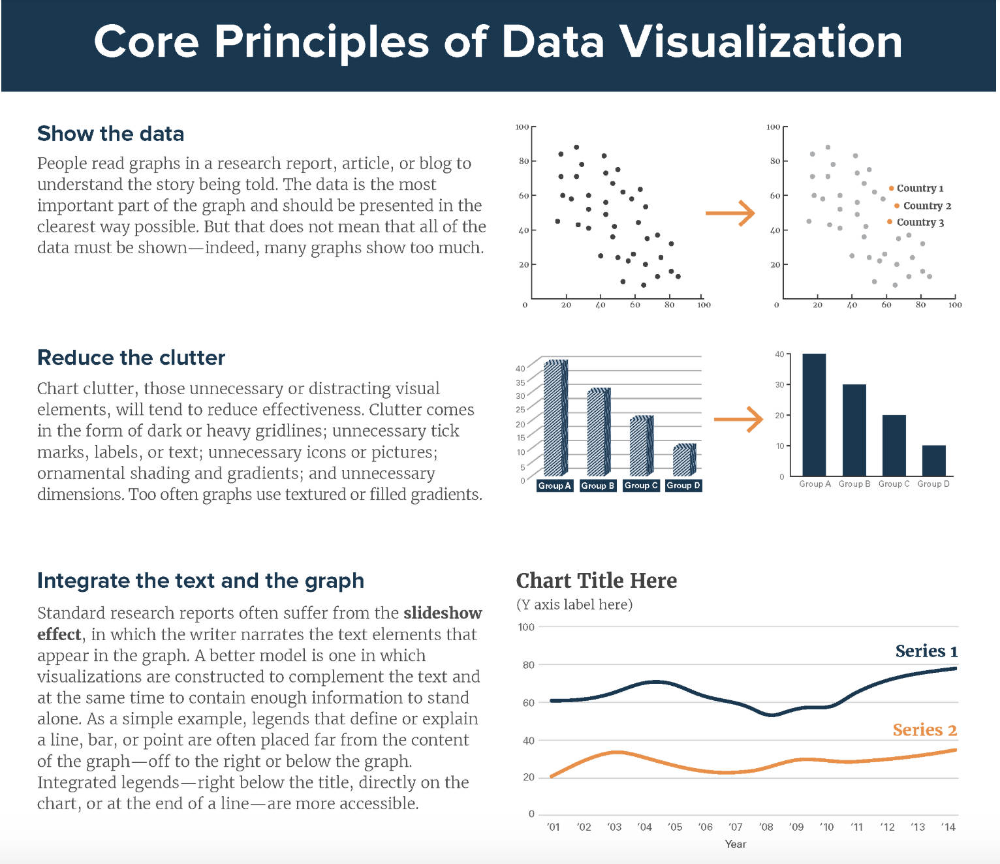 Core Principles of Data Visualization
Show the data
People read graphs in a research report, article, or blog to
understand the story being told. The data is the most
important part of the graph and should be presented in the
clearest way possible. But that does not mean that all of the
data must be shown—indeed, many graphs show too much.
100
80
60
40
20
0
20 40 60 80 100
100
80
60
40
20
0
20 40 60 80 100
Country 1
Country 2
Country 3
Reduce the clutter
Chart clutter, those unnecessary or distracting visual
elements, will tend to reduce effectiveness. Clutter comes
in the form of dark or heavy gridlines; unnecessary tick
marks, labels, or text; unnecessary icons or pictures;
ornamental shading and gradients; and unnecessary
dimensions. Too often graphs use textured or filled gradients.
40
35
30
25
20
15
10
5
0
Group A Group B Group C Group D
40
30
20
10
0
Group A Group B Group C Group D
Integrate the text and the graph
Standard research reports often suffer from the slideshow
effect, in which the writer narrates the text elements that
appear in the graph. A better model is one in which
visualizations are constructed to complement the text and
at the same time to contain enough information to stand
alone. As a simple example, legends that define or explain
a line, bar, or point are often placed far from the content
of the graph—off to the right or below the graph.
Integrated legends—right below the title, directly on the
chart, or at the end of a line—are more accessible.
Chart Title Here
(Y axis label here)
100
80
60
40
20
0
Series 1
Series 2
'01 '02 '03 '04 '05 '06 '07 '08 '09 '10 '11 '12 '13 '14
Year